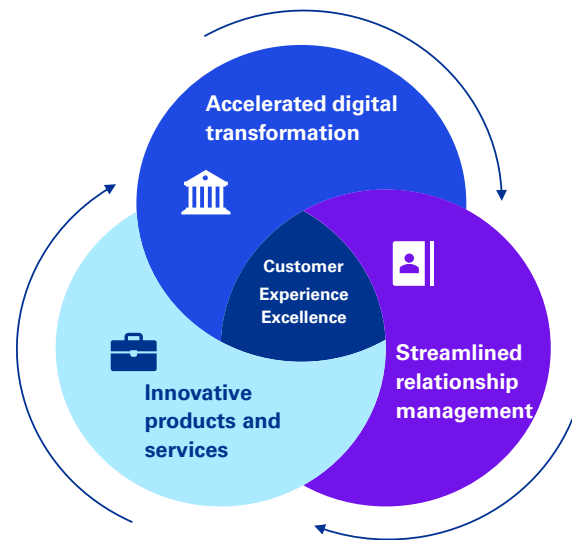 Accelerated digital
transformation
Customer
Experience
Excellence
Streamlined
relationship
management
Innovative
products and
services